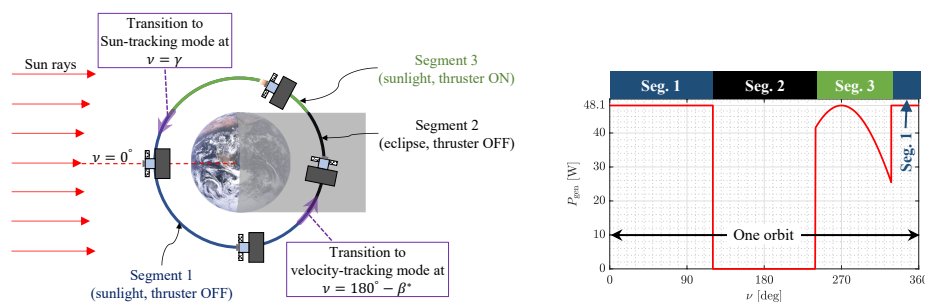 Transition to
Sun-tracking mode at
ν = γ
Sun rays
Segment 3
(sunlight, thruster ON)
Segment 2
(eclipse, thruster OFF)
ν = 0°
Segment 1
(sunlight, thruster OFF)
Transition to
velocity-tracking mode at
ν = 180° − β*
Seg. 1
Seg. 2
Seg. 3
Seg. 1
48.1
40
30
20
10
0
P_gen [W]
One orbit
0
90
180
270
360
ν [deg]